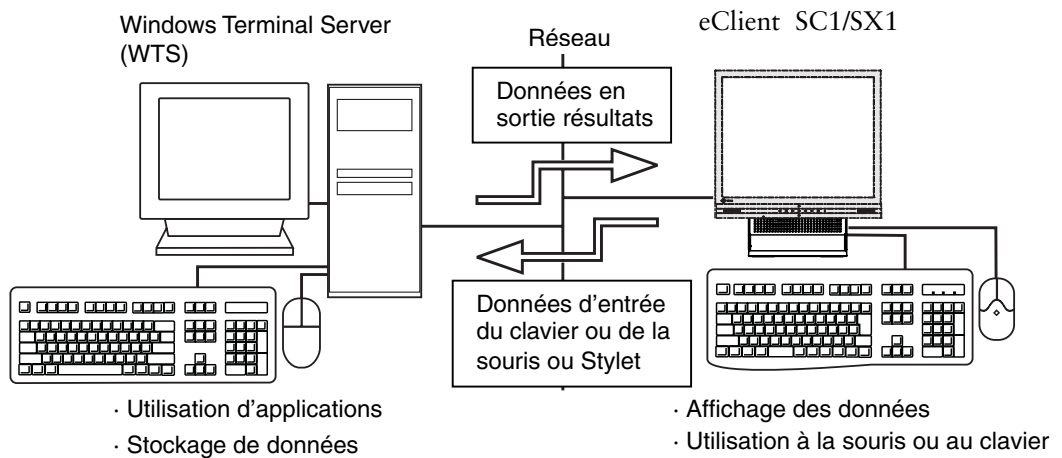 Windows Terminal Server
(WTS)
eClient SC1/SX1
Réseau
Données en
sortie résultats
Données d'entrée
du clavier ou de la
souris ou Stylet
· Utilisation d'applications
· Stockage de données
· Affichage des données
· Utilisation à la souris ou au clavier